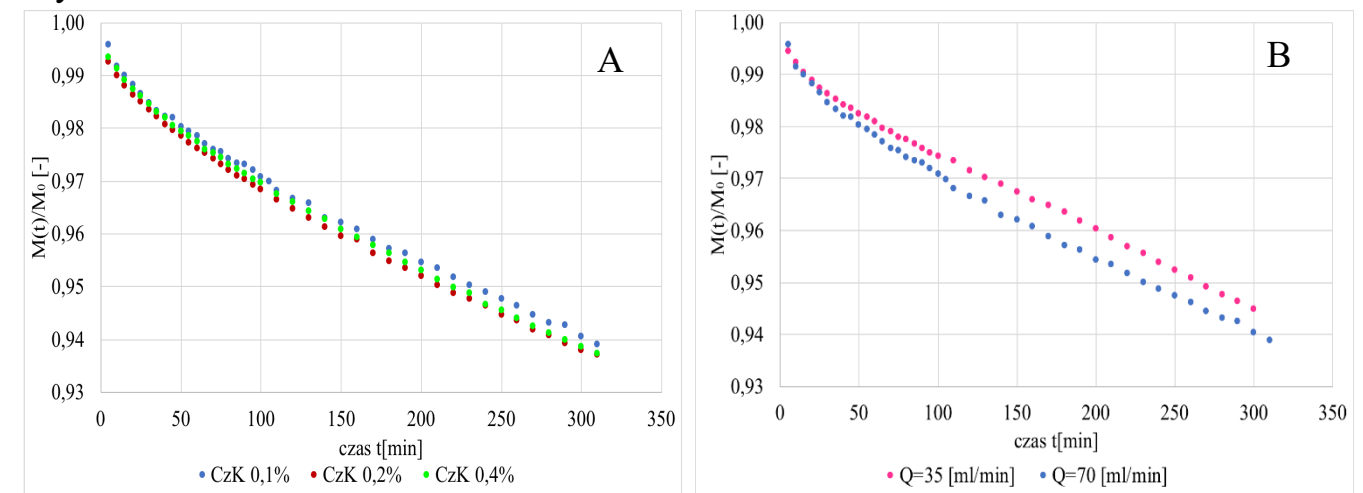 A
1,00
0,99
0,98
0,97
0,96
0,95
0,94
0,93
M(t)/M₀ [-]
0 50 100 150 200 250 300 350
czas t[min]
CzK 0,1% CzK 0,2% CzK 0,4%
B
1,00
0,99
0,98
0,97
0,96
0,95
0,94
0,93
M(t)/M₀ [-]
0 50 100 150 200 250 300 350
czas t[min]
Q=35 [ml/min] Q=70 [ml/min]